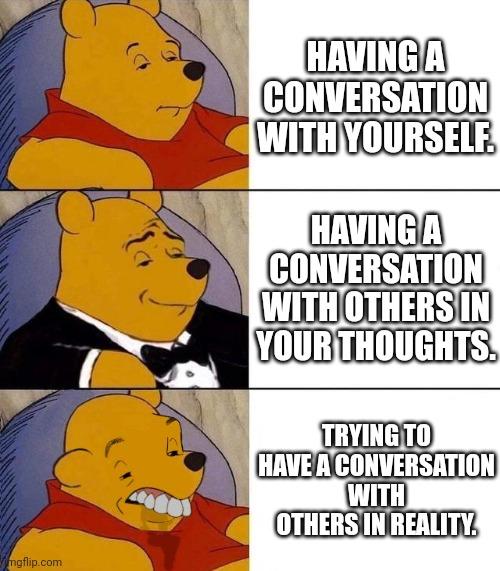 HAVING A
CONVERSATION
WITH YOURSELF.
HAVING A
CONVERSATION
WITH OTHERS IN
YOUR THOUGHTS.
TRYING TO
HAVE A CONVERSATION
WITH
OTHERS IN REALITY.
imgflip.com